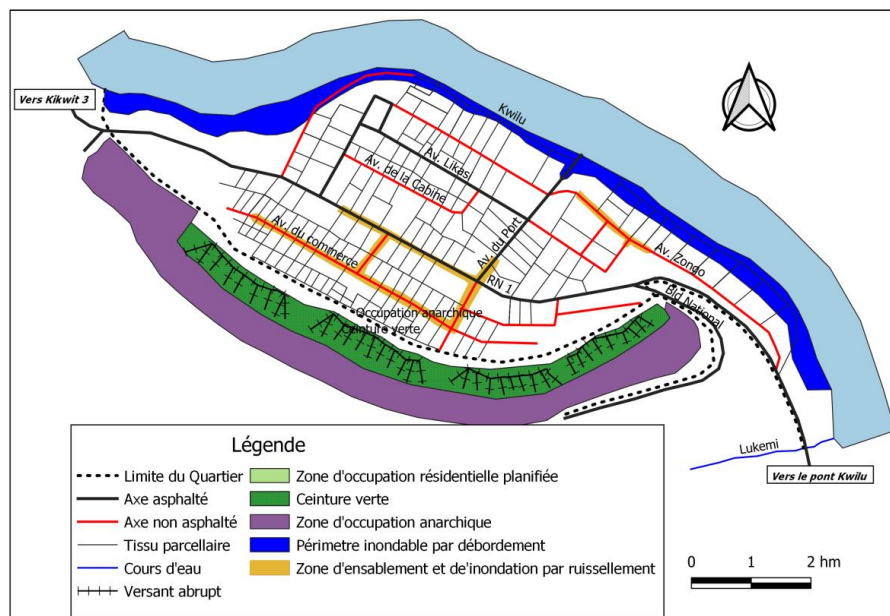 Vers Kikwit 3
Kwilu
Av. Likas
Av. de la Cabine
Av. du Port
Av. du commerce
RN 1
Av. Zongo
Bld National
Occupation anarchique
Ceinture verte
Lukemi
Vers le pont Kwilu
Légende
Limite du Quartier
Axe asphalté
Axe non asphalté
Tissu parcellaire
Cours d'eau
Versant abrupt
Zone d'occupation résidentielle planifiée
Ceinture verte
Zone d'occupation anarchique
Périmetre inondable par débordement
Zone d'ensablement et de'inondation par ruissellement
0 1 2 hm